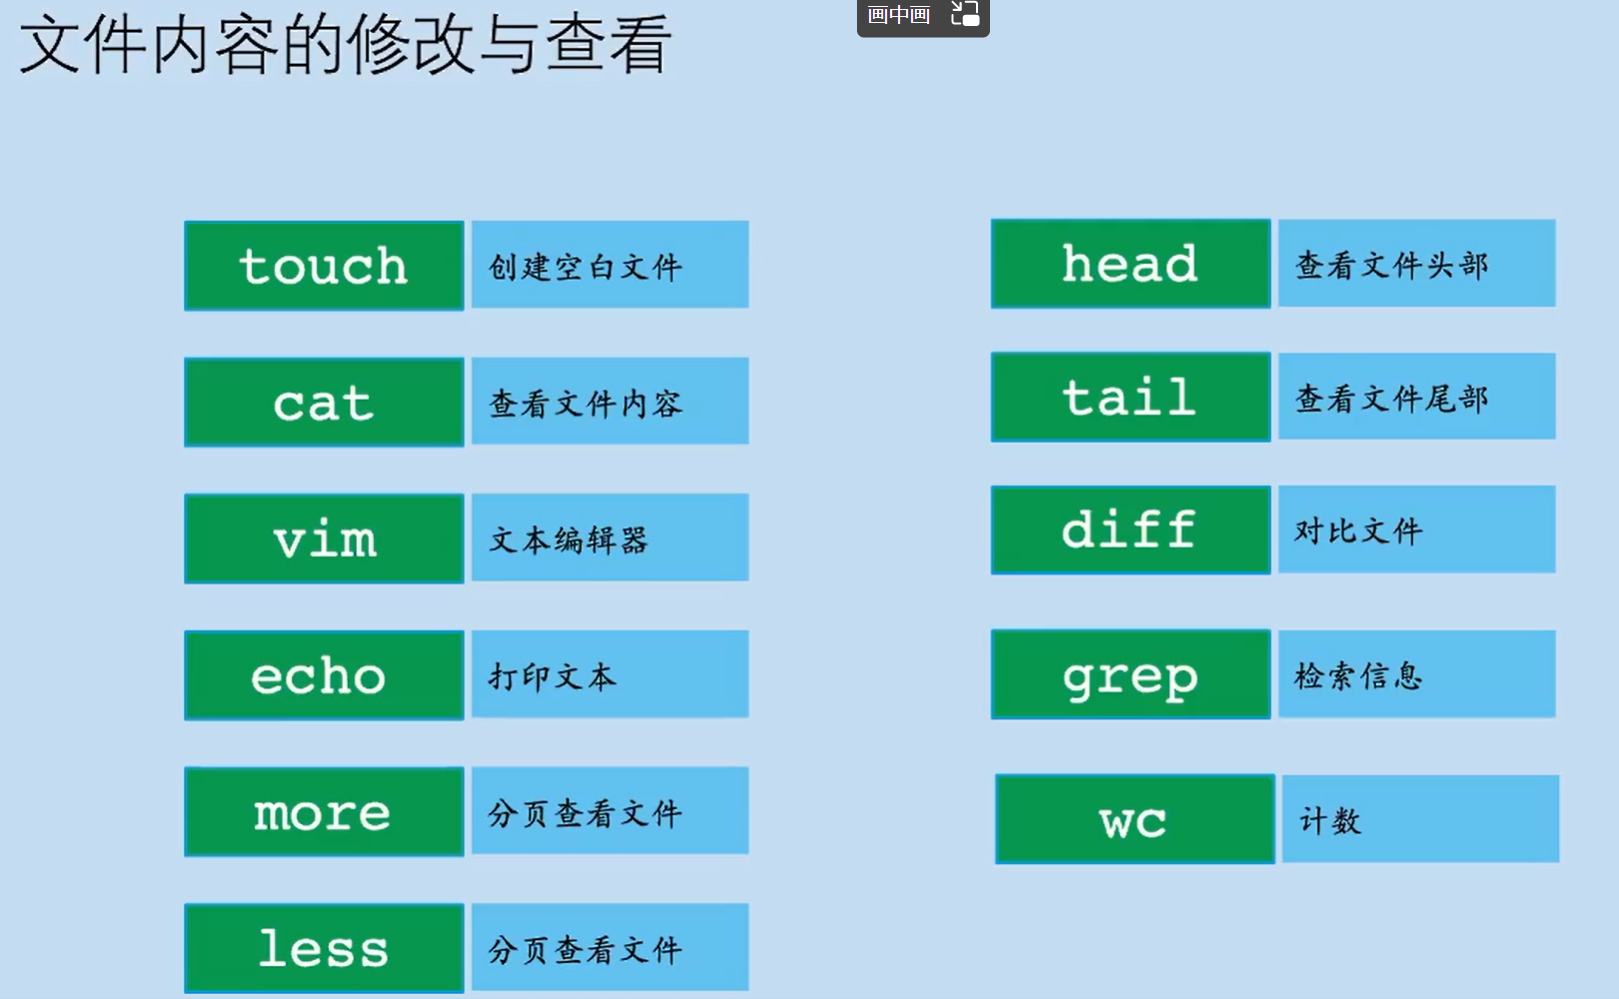 文件内容的修改与查看
画中画
touch 创建空白文件
cat 查看文件内容
vim 文本编辑器
echo 打印文本
more 分页查看文件
less 分页查看文件
head 查看文件头部
tail 查看文件尾部
diff 对比文件
grep 检索信息
wc 计数